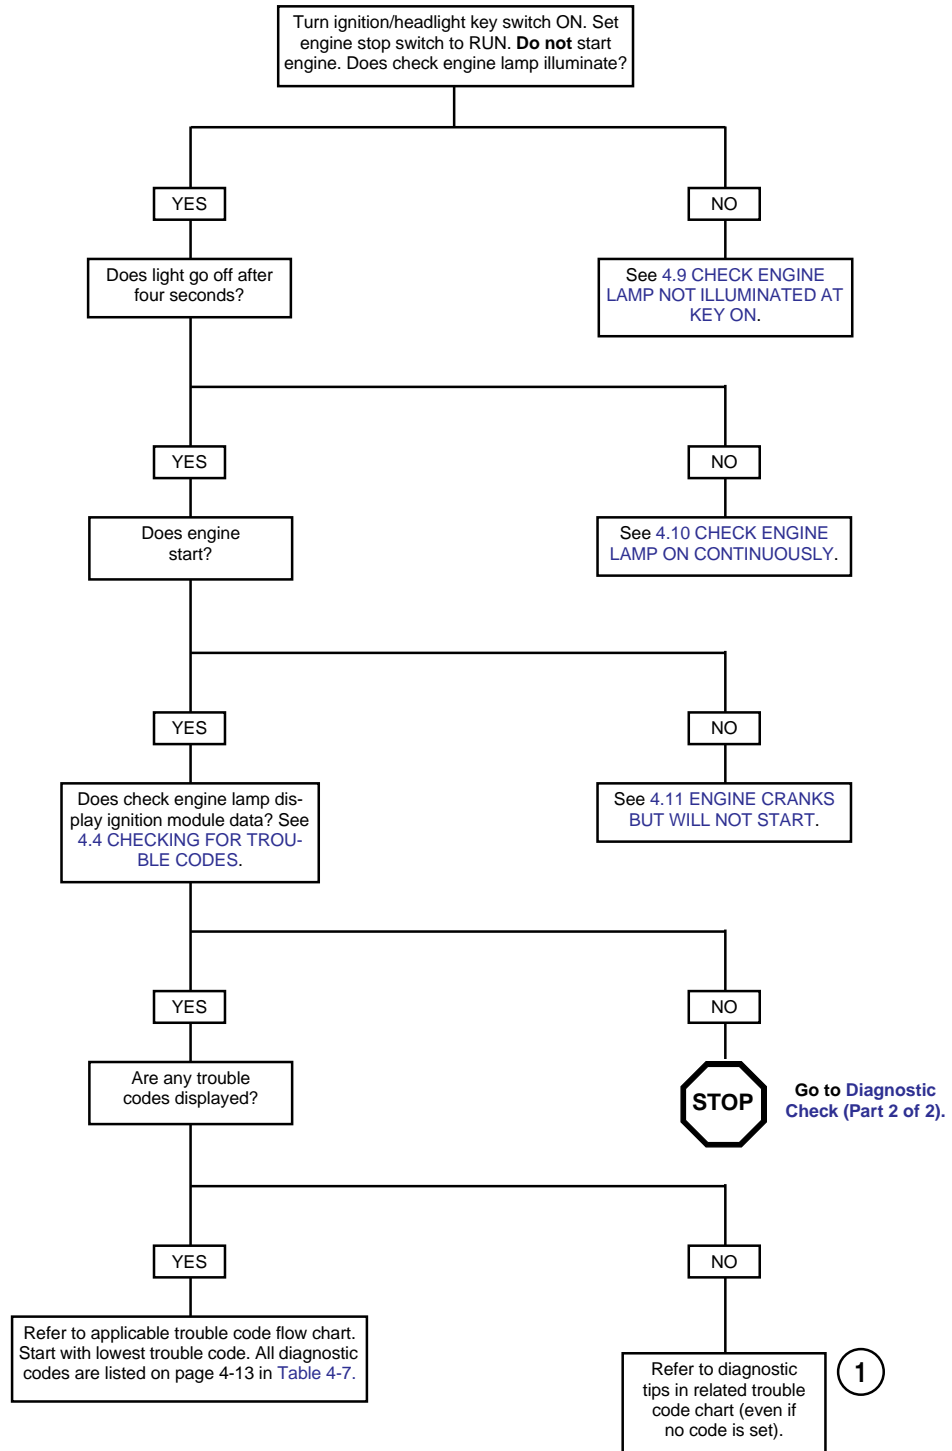 Turn ignition/headlight key switch ON. Set
engine stop switch to RUN. Do not start
engine. Does check engine lamp illuminate?
YES
NO
Does light go off after
four seconds?
See 4.9 CHECK ENGINE
LAMP NOT ILLUMINATED AT
KEY ON.
YES
NO
Does engine
start?
See 4.10 CHECK ENGINE
LAMP ON CONTINUOUSLY.
YES
NO
Does check engine lamp dis-
play ignition module data? See
4.4 CHECKING FOR TROU-
BLE CODES.
See 4.11 ENGINE CRANKS
BUT WILL NOT START.
YES
NO
Are any trouble
codes displayed?
STOP
Go to Diagnostic
Check (Part 2 of 2).
YES
NO
Refer to applicable trouble code flow chart.
Start with lowest trouble code. All diagnostic
codes are listed on page 4-13 in Table 4-7.
Refer to diagnostic
tips in related trouble
code chart (even if
no code is set).
1